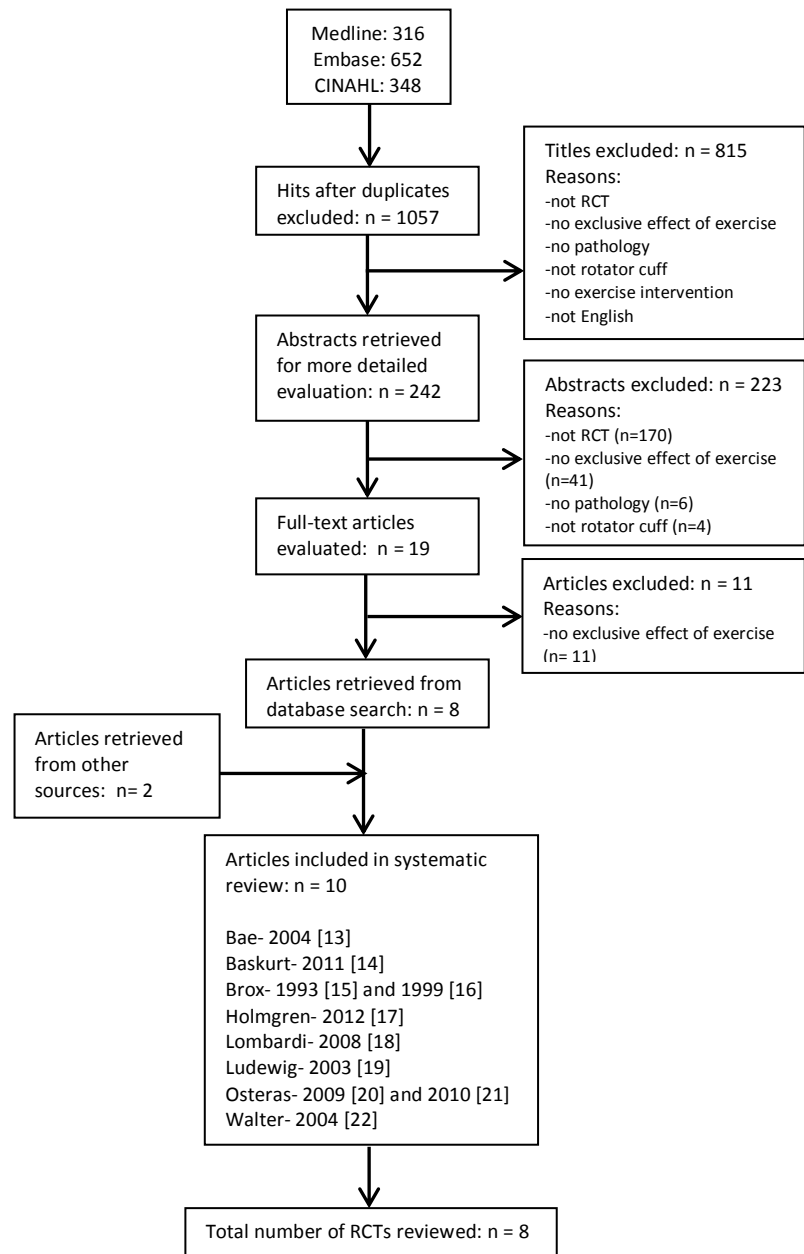 Medline: 316
Embase: 652
CINAHL: 348
Hits after duplicates
excluded: n = 1057
Titles excluded: n = 815
Reasons:
-not RCT
-no exclusive effect of exercise
-no pathology
-not rotator cuff
-no exercise intervention
-not English
Abstracts retrieved
for more detailed
evaluation: n = 242
Abstracts excluded: n = 223
Reasons:
-not RCT (n=170)
-no exclusive effect of exercise
(n=41)
-no pathology (n=6)
-not rotator cuff (n=4)
Full-text articles
evaluated: n = 19
Articles excluded: n = 11
Reasons:
-no exclusive effect of exercise
(n= 11)
Articles retrieved from
database search: n = 8
Articles retrieved
from other
sources: n= 2
Articles included in systematic
review: n = 10
Bae- 2004 [13]
Baskurt- 2011 [14]
Brox- 1993 [15] and 1999 [16]
Holmgren- 2012 [17]
Lombardi- 2008 [18]
Ludewig- 2003 [19]
Osteras- 2009 [20] and 2010 [21]
Walter- 2004 [22]
Total number of RCTs reviewed: n = 8